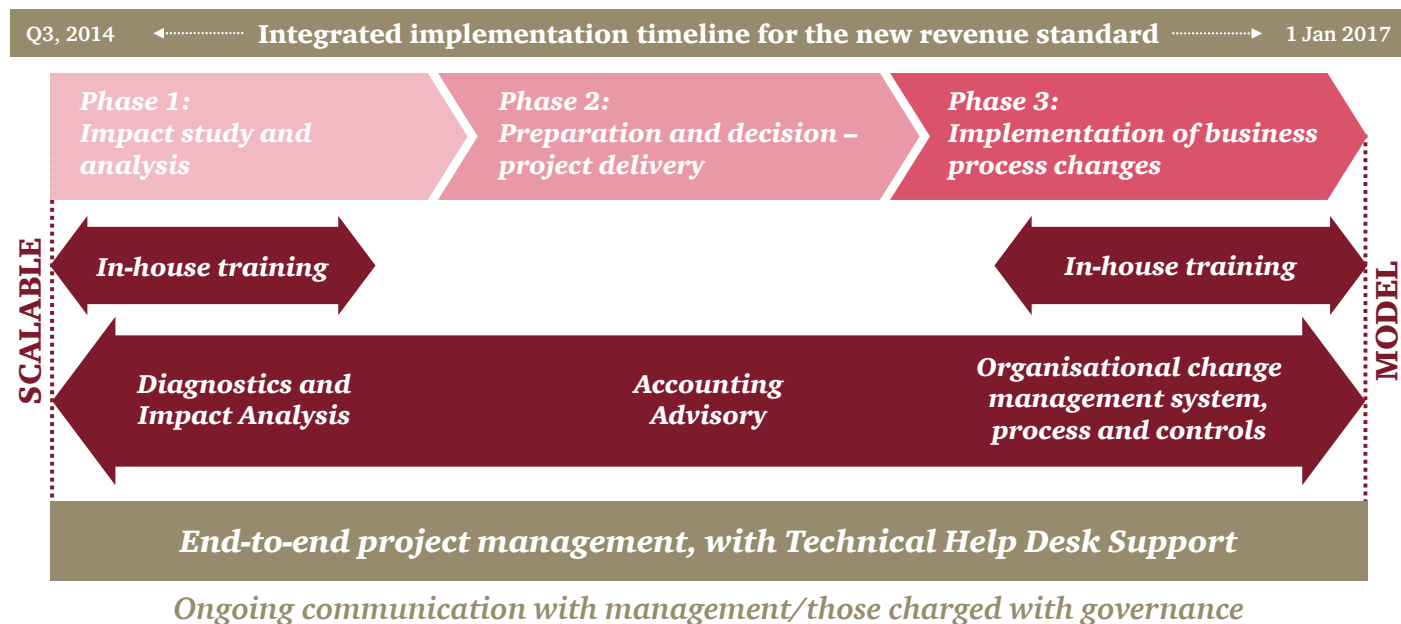 Q3, 2014
Integrated implementation timeline for the new revenue standard
1 Jan 2017
Phase 1:
Impact study and
analysis
Phase 2:
Preparation and decision –
project delivery
Phase 3:
Implementation of business
process changes
SCALABLE
In-house training
In-house training
MODEL
Diagnostics and
Impact Analysis
Accounting
Advisory
Organisational change
management system,
process and controls
End-to-end project management, with Technical Help Desk Support
Ongoing communication with management/those charged with governance